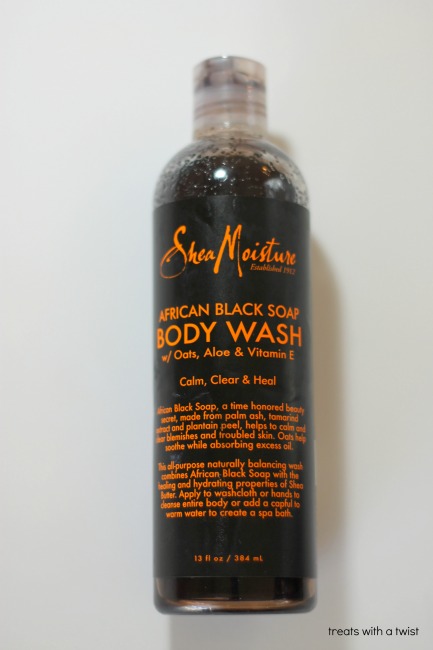 Shea Moisture
Established 1912
AFRICAN BLACK SOAP
BODY WASH
w/ Oats, Aloe & Vitamin E
Calm, Clear & Heal
African Black Soap, a time honored beauty
secret, made from palm ash, tamarind
extract and plantain peel, helps to calm and
clear blemishes and troubled skin. Oats help
soothe while absorbing excess oil.
This all-purpose naturally balancing wash
combines African Black Soap with the
healing and hydrating properties of Shea
Butter. Apply to washcloth or hands to
cleanse entire body or add a capful to
warm water to create a spa bath.
13 fl oz / 384 mL
treats with a twist